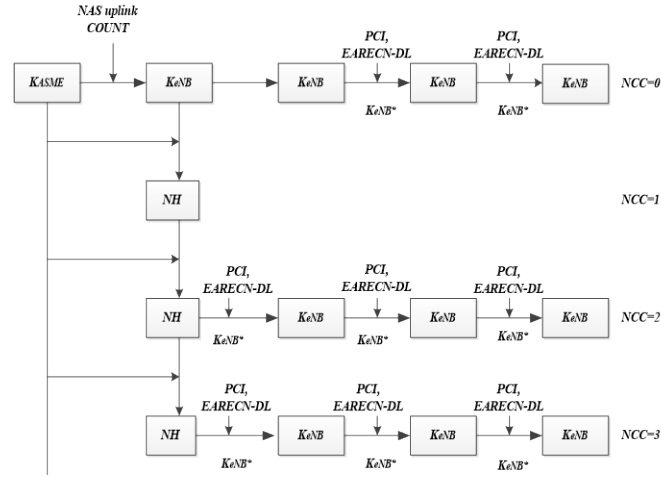 NAS uplink
COUNT
PCI,
EARECN-DL
PCI,
EARECN-DL
KASME
KeNB
KeNB
KeNB
KeNB
NCC=0
KeNB*
KeNB*
NH
NCC=1
PCI,
EARECN-DL
PCI,
EARECN-DL
PCI,
EARECN-DL
NH
KeNB
KeNB
KeNB
NCC=2
KeNB*
KeNB*
KeNB*
PCI,
EARECN-DL
PCI,
EARECN-DL
PCI,
EARECN-DL
NH
KeNB
KeNB
KeNB
NCC=3
KeNB*
KeNB*
KeNB*